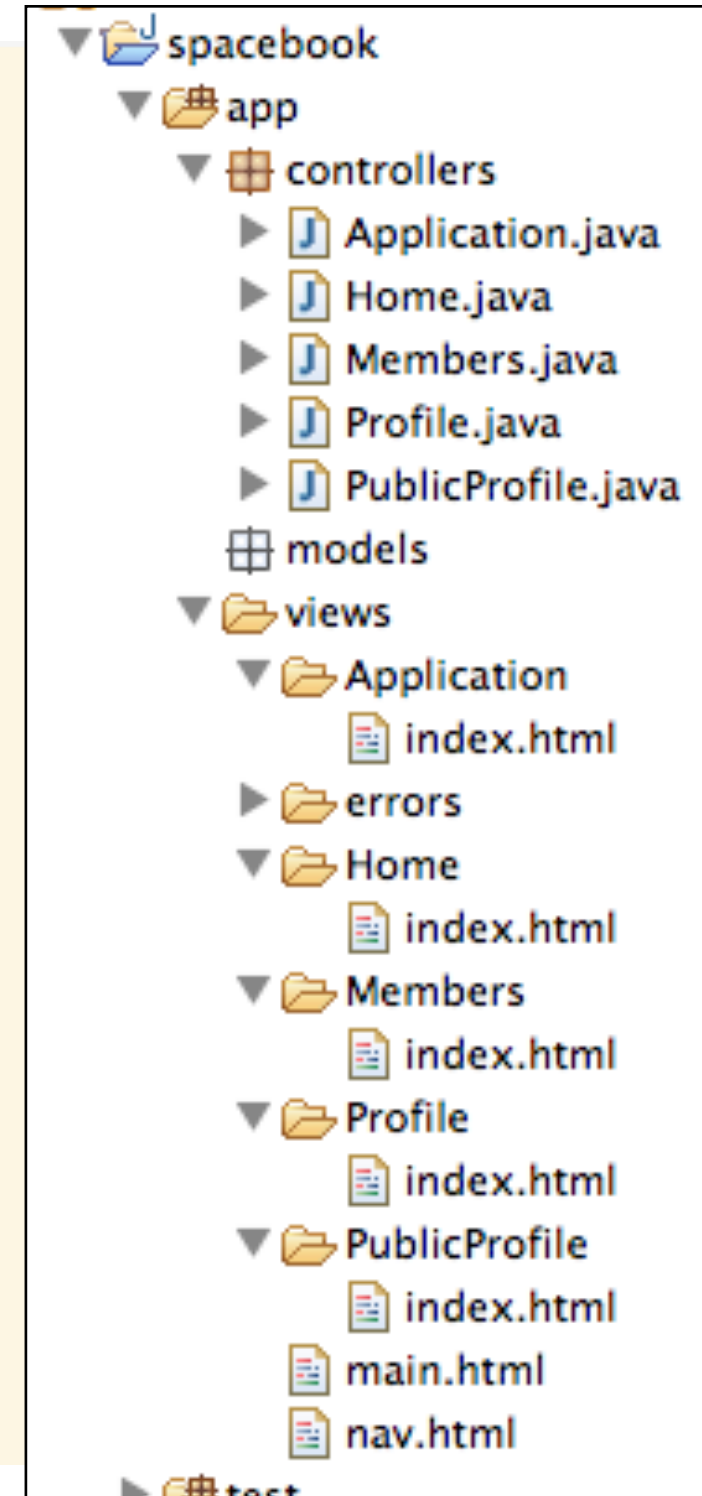 spacebook
app
controllers
Application.java
Home.java
Members.java
Profile.java
PublicProfile.java
models
views
Application
index.html
errors
Home
index.html
Members
index.html
Profile
index.html
PublicProfile
index.html
main.html
nav.html
test